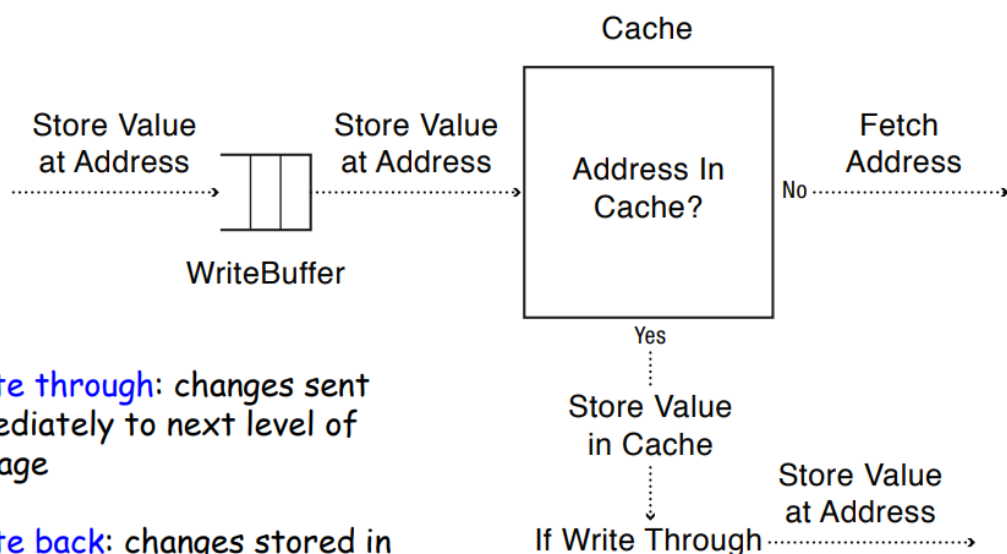 Cache
Store Value
at Address
Store Value
at Address
Address In
Cache?
No
Fetch
Address
WriteBuffer
Yes
te through: changes sent
ediately to next level of
age
Store Value
in Cache
Store Value
at Address
te back: changes stored in
If Write Through